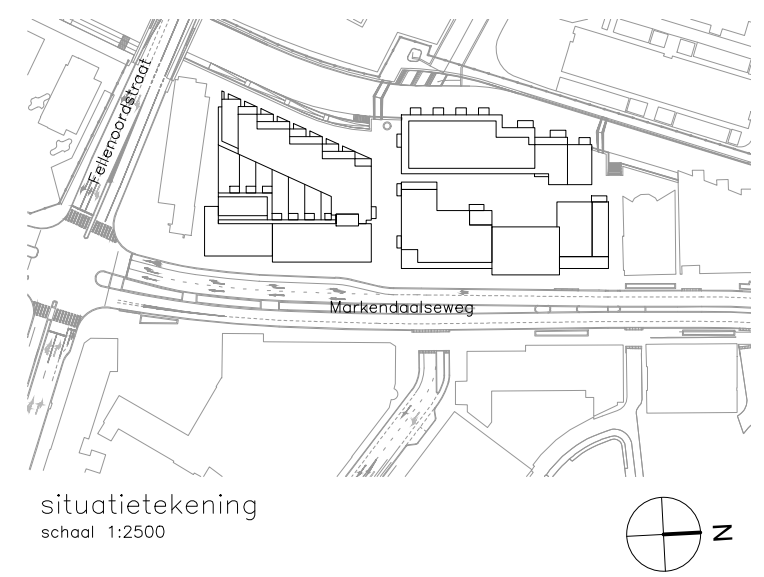 Fellenoordstraat
Markendaalseweg
situatietekening
schaal 1:2500
N